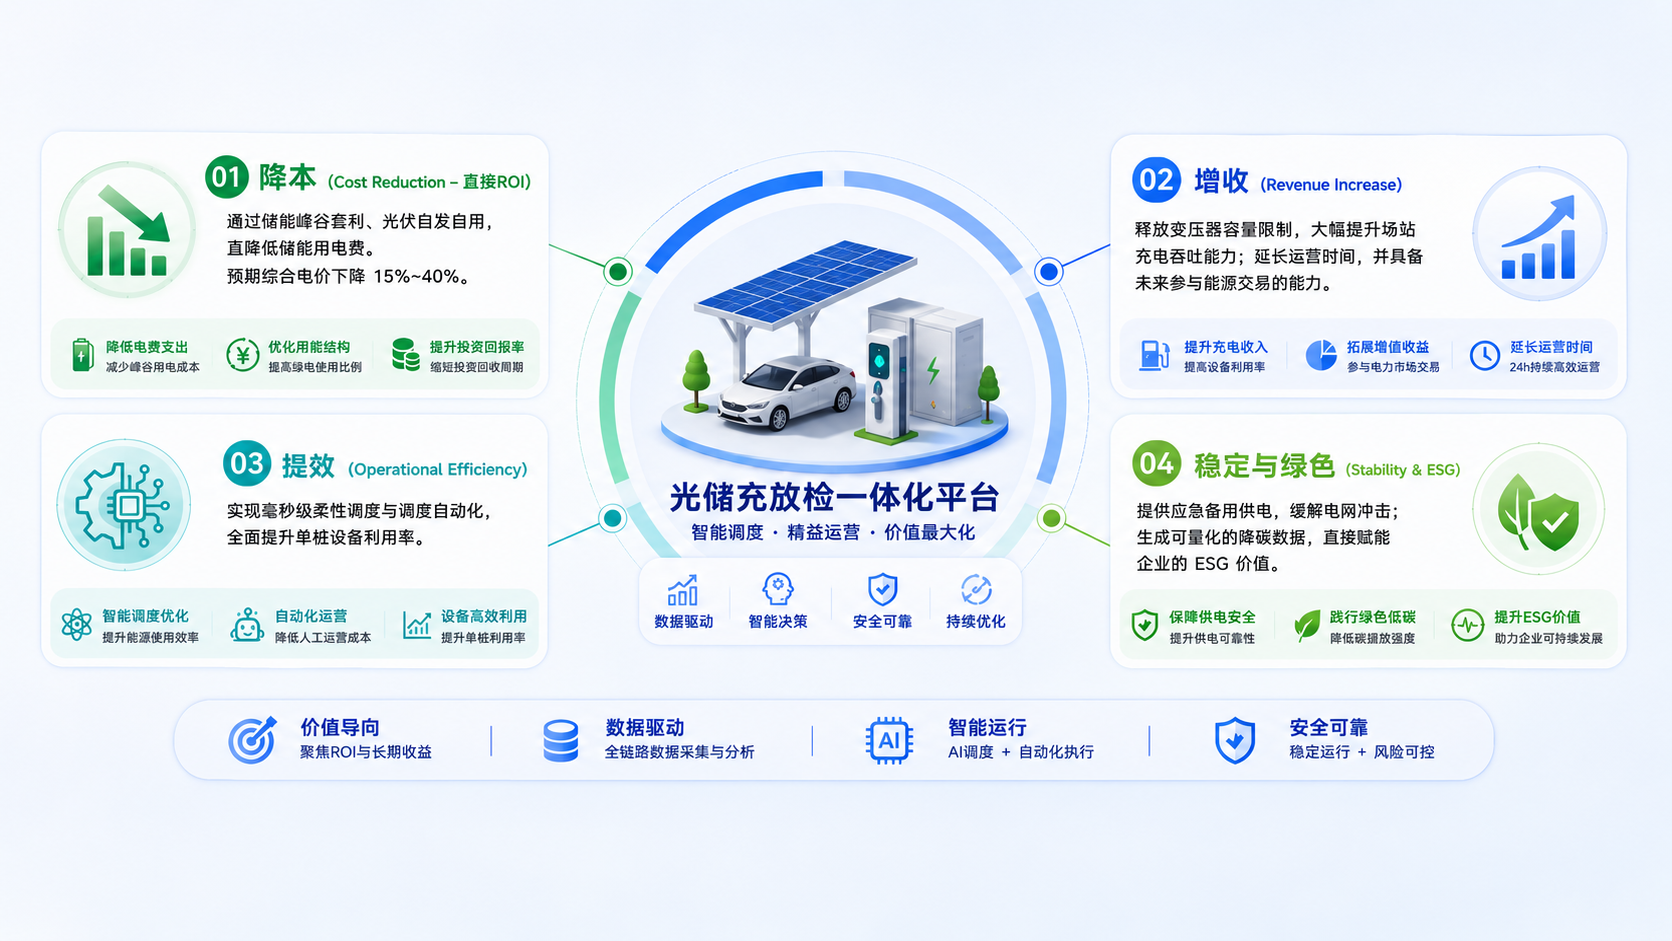 01 降本 (Cost Reduction – 直接ROI)
通过储能峰谷套利、光伏自发自用，
直降低储能用电费。
预期综合电价下降 15%~40%。
降低电费支出
减少峰谷用电成本
优化用能结构
提高绿电使用比例
提升投资回报率
缩短投资回收周期
02 增收 (Revenue Increase)
释放变压器容量限制，大幅提升场站
充电吞吐能力；延长运营时间，并具备
未来参与能源交易的能力。
提升充电收入
提高设备利用率
拓展增值收益
参与电力市场交易
延长运营时间
24h持续高效运营
03 提效 (Operational Efficiency)
实现毫秒级柔性调度与调度自动化，
全面提升单桩设备利用率。
智能调度优化
提升能源使用效率
自动化运营
降低人工运营成本
设备高效利用
提升单桩利用率
04 稳定与绿色 (Stability & ESG)
提供应急备用供电，缓解电网冲击；
生成可量化的降碳数据，直接赋能
企业的 ESG 价值。
保障供电安全
提升供电可靠性
践行绿色低碳
降低碳排放强度
提升ESG价值
助力企业可持续发展
光储充放检一体化平台
智能调度 · 精益运营 · 价值最大化
数据驱动
智能决策
安全可靠
持续优化
价值导向
聚焦ROI与长期收益
数据驱动
全链路数据采集与分析
AI
智能运行
AI调度 + 自动化执行
安全可靠
稳定运行 + 风险可控